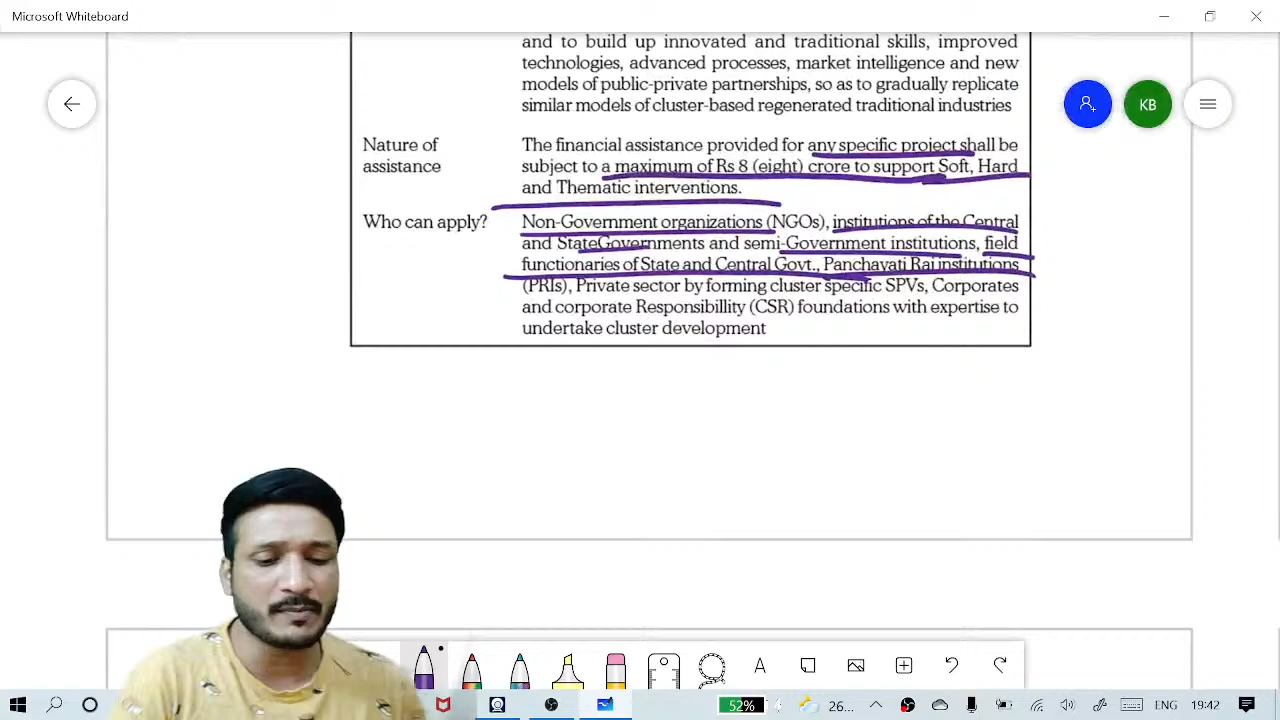 Microsoft Whiteboard
and to build up innovated and traditional skills, improved
technologies, advanced processes, market intelligence and new
models of public-private partnerships, so as to gradually replicate
similar models of cluster-based regenerated traditional industries
KB
Nature of
assistance
The financial assistance provided for any specific project shall be
subject to a maximum of Rs 8 (eight) crore to support Soft, Hard
and Thematic interventions.
Who can apply?
Non-Government organizations (NGOs), institutions of the Central
and StateGovernments and semi-Government institutions, field
functionaries of State and Central Govt., Panchayati Raj institutions
(PRIs), Private sector by forming cluster specific SPVs, Corporates
and corporate Responsibillity (CSR) foundations with expertise to
undertake cluster development
A
52%
26...
ENG
19:42